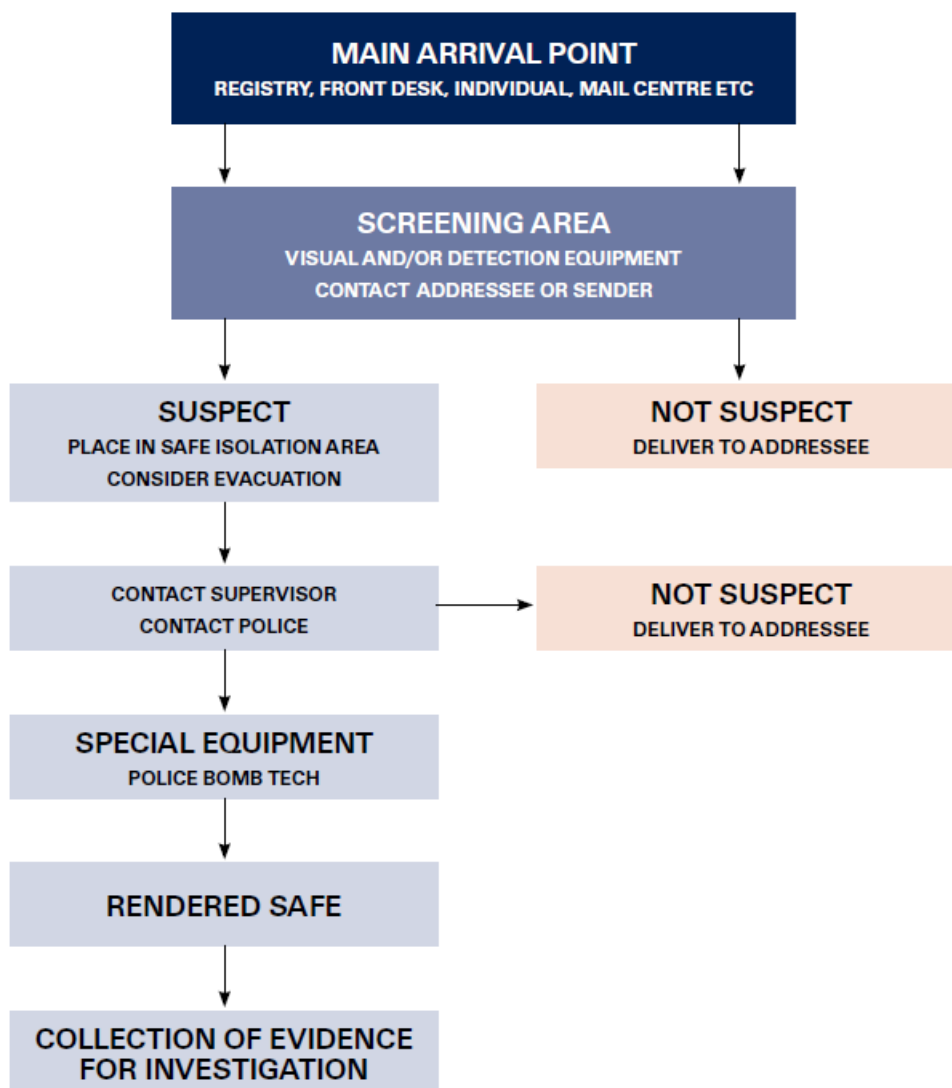 MAIN ARRIVAL POINT
REGISTRY, FRONT DESK, INDIVIDUAL, MAIL CENTRE ETC
SCREENING AREA
VISUAL AND/OR DETECTION EQUIPMENT
CONTACT ADDRESSEE OR SENDER
SUSPECT
PLACE IN SAFE ISOLATION AREA
CONSIDER EVACUATION
NOT SUSPECT
DELIVER TO ADDRESSEE
CONTACT SUPERVISOR
CONTACT POLICE
NOT SUSPECT
DELIVER TO ADDRESSEE
SPECIAL EQUIPMENT
POLICE BOMB TECH
RENDERED SAFE
COLLECTION OF EVIDENCE
FOR INVESTIGATION